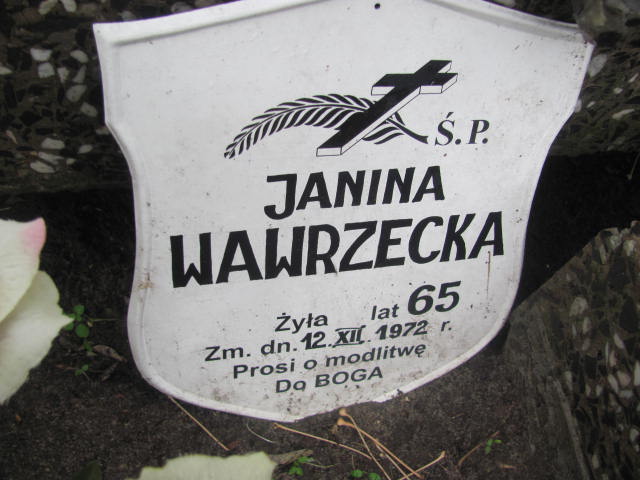 Ś.P.
JANINA
WAWRZECKA
Żyła lat 65
Zm. dn. 12.XII.1972 r.
Prosi o modlitwę
Do BOGA